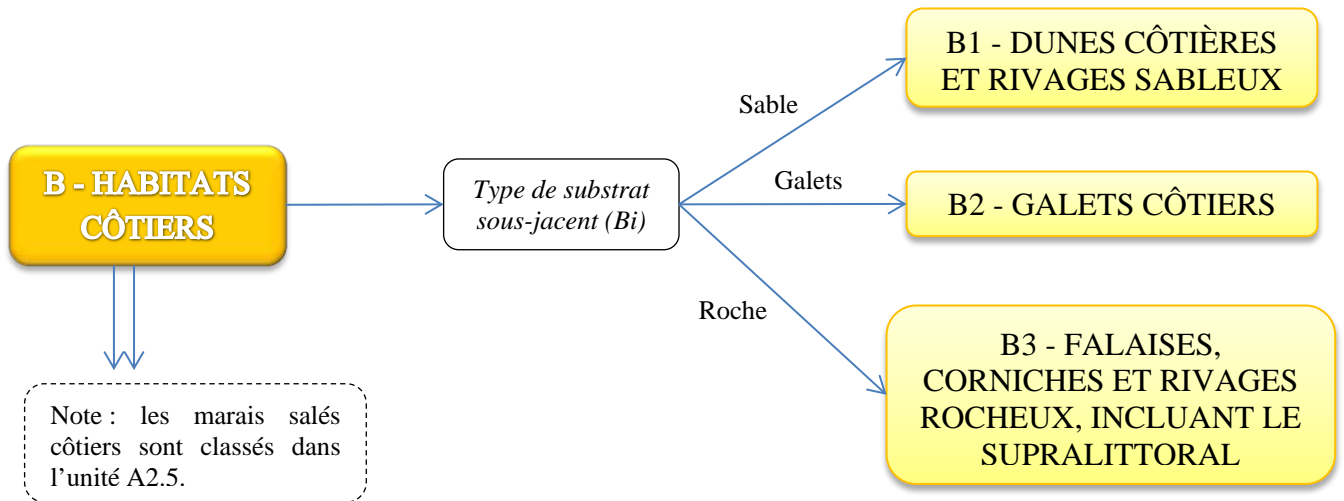 B - HABITATS
CÔTIERS
Type de substrat
sous-jacent (Bi)
Sable
Galets
Roche
B1 - DUNES CÔTIÈRES
ET RIVAGES SABLEUX
B2 - GALETS CÔTIERS
B3 - FALAISES,
CORNICHES ET RIVAGES
ROCHEUX, INCLUANT LE
SUPRALITTORAL
Note : les marais salés
côtiers sont classés dans
l’unité A2.5.